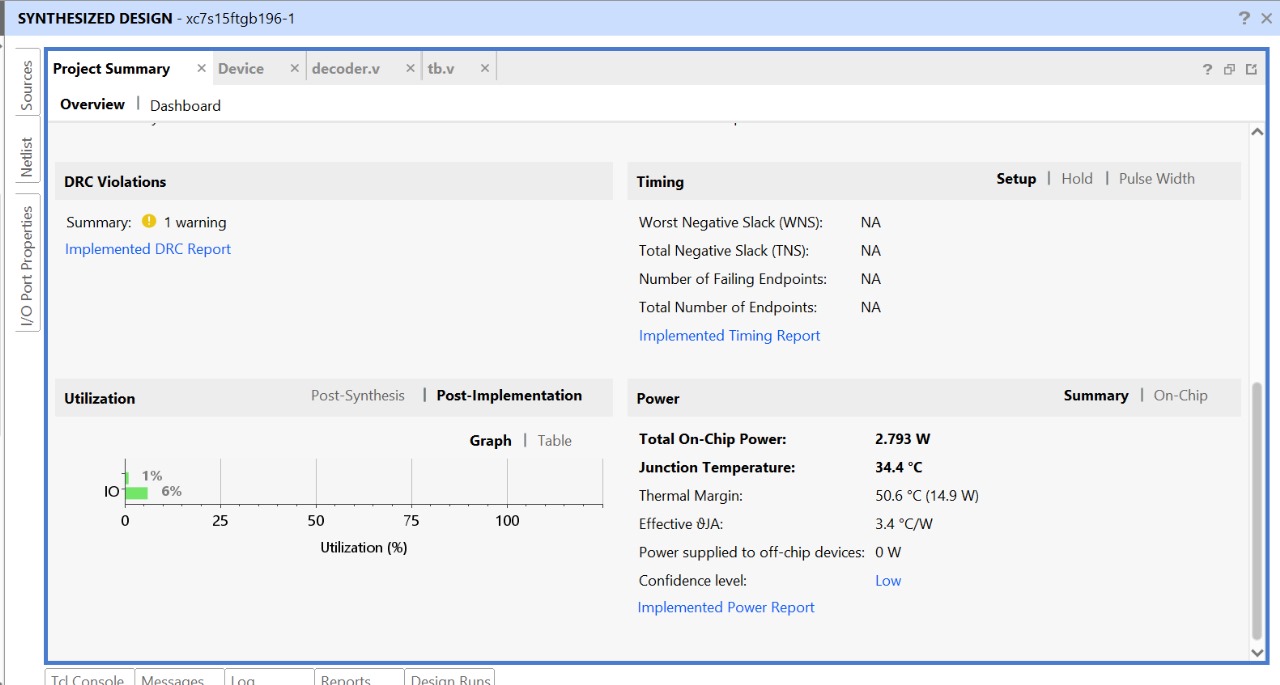 SYNTHESIZED DESIGN - xc7s15ftgb196-1
Sources
Netlist
I/O Port Properties
Project Summary
Device
decoder.v
tb.v
Overview | Dashboard
DRC Violations
Summary: 1 warning
Implemented DRC Report
Timing
Setup | Hold | Pulse Width
Worst Negative Slack (WNS): NA
Total Negative Slack (TNS): NA
Number of Failing Endpoints: NA
Total Number of Endpoints: NA
Implemented Timing Report
Utilization
Post-Synthesis | Post-Implementation
Graph | Table
1%
IO 6%
0 25 50 75 100
Utilization (%)
Power
Summary | On-Chip
Total On-Chip Power: 2.793 W
Junction Temperature: 34.4 °C
Thermal Margin: 50.6 °C (14.9 W)
Effective ϑJA: 3.4 °C/W
Power supplied to off-chip devices: 0 W
Confidence level: Low
Implemented Power Report
Tcl Console
Messages
Log
Reports
Design Runs